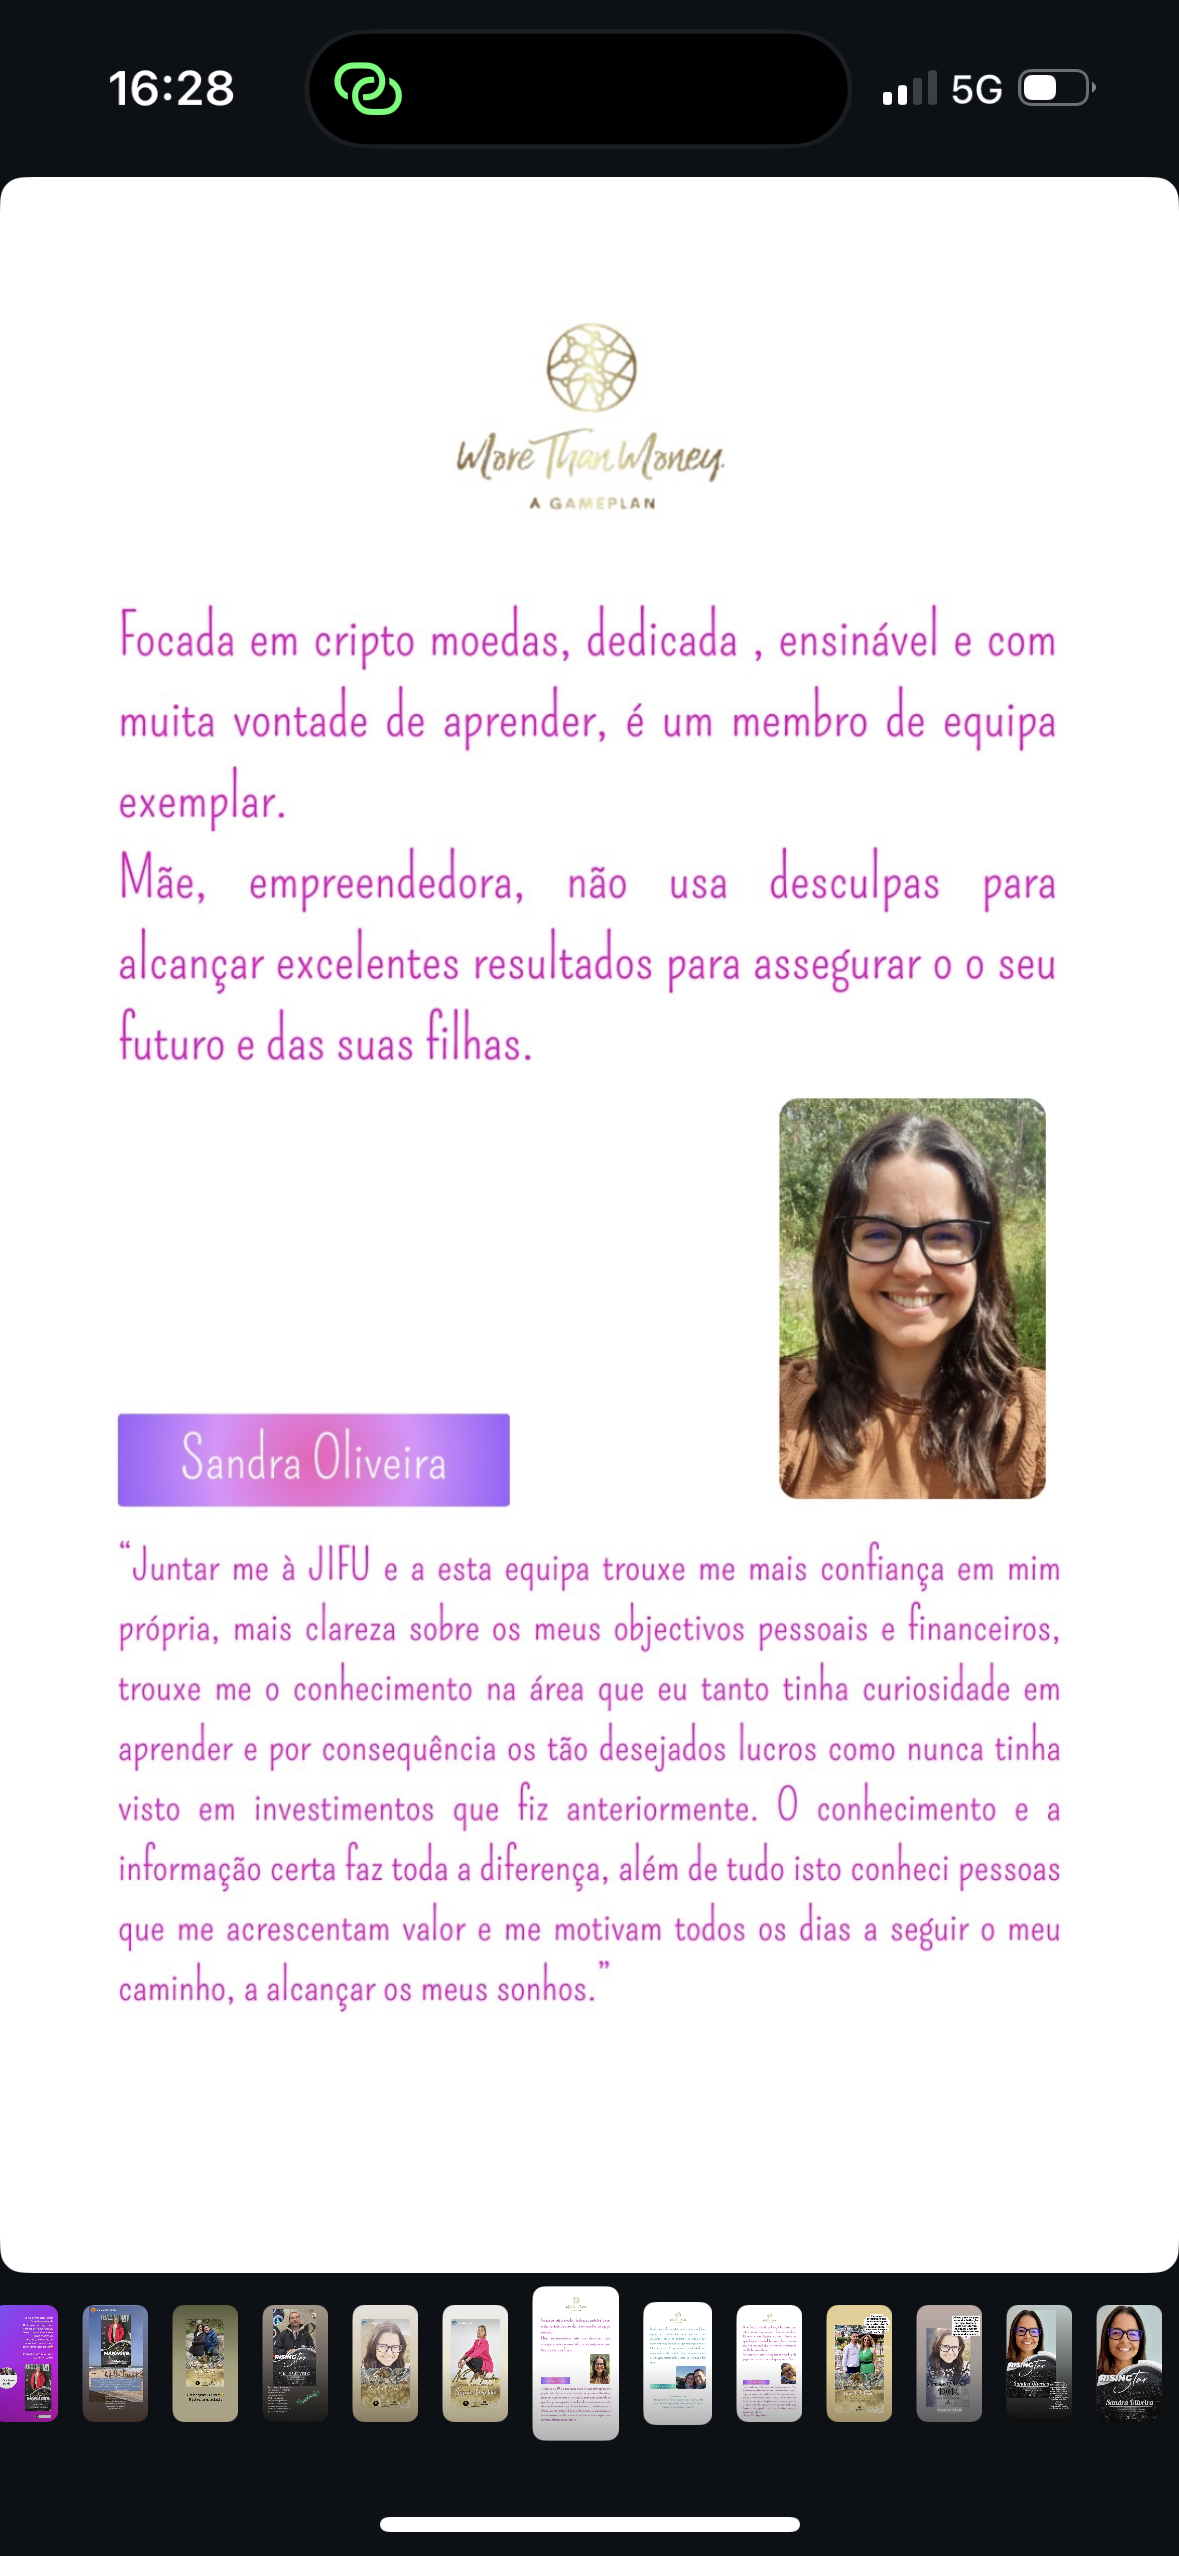 16:28
5G
More Than Money.
A GAMEPLAN
Focada em cripto moedas, dedicada , ensinável e com
muita vontade de aprender, é um membro de equipa
exemplar.
Mãe, empreendedora, não usa desculpas para
alcançar excelentes resultados para assegurar o o seu
futuro e das suas filhas.
Sandra Oliveira
“Juntar me à JIFU e a esta equipa trouxe me mais confiança em mim
própria, mais clareza sobre os meus objectivos pessoais e financeiros,
trouxe me o conhecimento na área que eu tanto tinha curiosidade em
aprender e por consequência os tão desejados lucros como nunca tinha
visto em investimentos que fiz anteriormente. O conhecimento e a
informação certa faz toda a diferença, além de tudo isto conheci pessoas
que me acrescentam valor e me motivam todos os dias a seguir o meu
caminho, a alcançar os meus sonhos.”
RISING Star
Sandra Oliveira